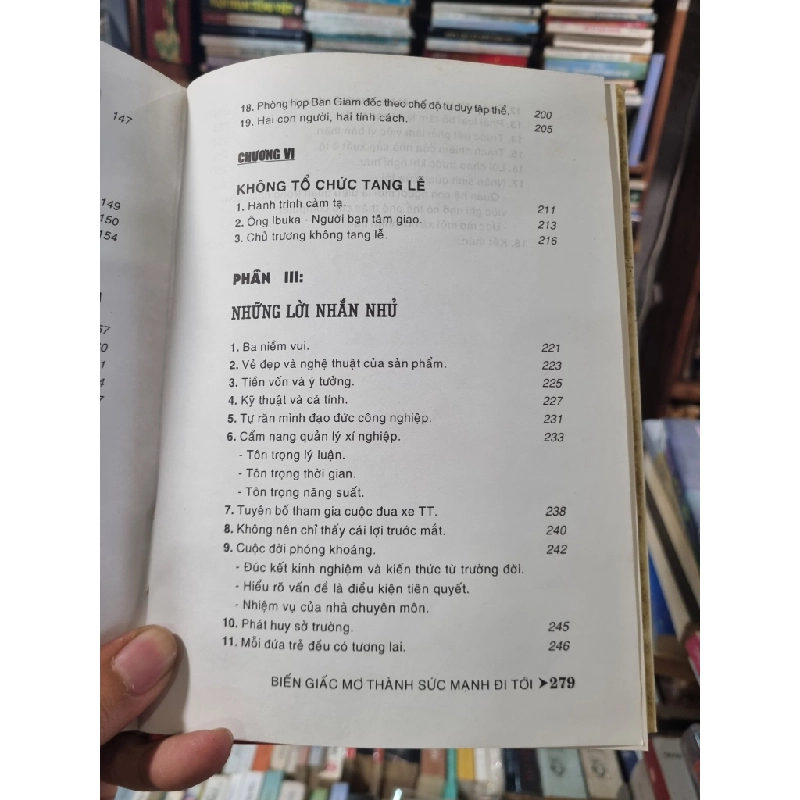 147
149
150
154
18. Phòng họp Ban Giám đốc theo chế độ tư duy tập thể. 200
19. Hai con người, hai tính cách. 205
CHƯƠNG VI
KHÔNG TỔ CHỨC TANG LỄ
1. Hành trình cảm tạ. 211
2. Ông Ibuka - Người bạn tâm giao. 213
3. Chủ trương không tang lễ. 216
PHẦN III:
NHỮNG LỜI NHẮN NHỦ
1. Ba niềm vui. 221
2. Vẻ đẹp và nghệ thuật của sản phẩm. 223
3. Tiền vốn và ý tưởng. 225
4. Kỹ thuật và cá tính. 227
5. Tự răn mình đạo đức công nghiệp. 231
6. Cẩm nang quản lý xí nghiệp. 233
- Tôn trọng lý luận.
- Tôn trọng thời gian.
- Tôn trọng năng suất.
7. Tuyên bố tham gia cuộc đua xe TT. 238
8. Không nên chỉ thấy cái lợi trước mắt. 240
9. Cuộc đời phóng khoáng. 242
- Đúc kết kinh nghiệm và kiến thức từ trường đời.
- Hiểu rõ vấn đề là điều kiện tiên quyết.
- Nhiệm vụ của nhà chuyên môn.
10. Phát huy sở trường. 245
11. Mỗi đứa trẻ đều có tương lai. 246
BIẾN GIẤC MƠ THÀNH SỨC MẠNH ĐI TỚI ➤279